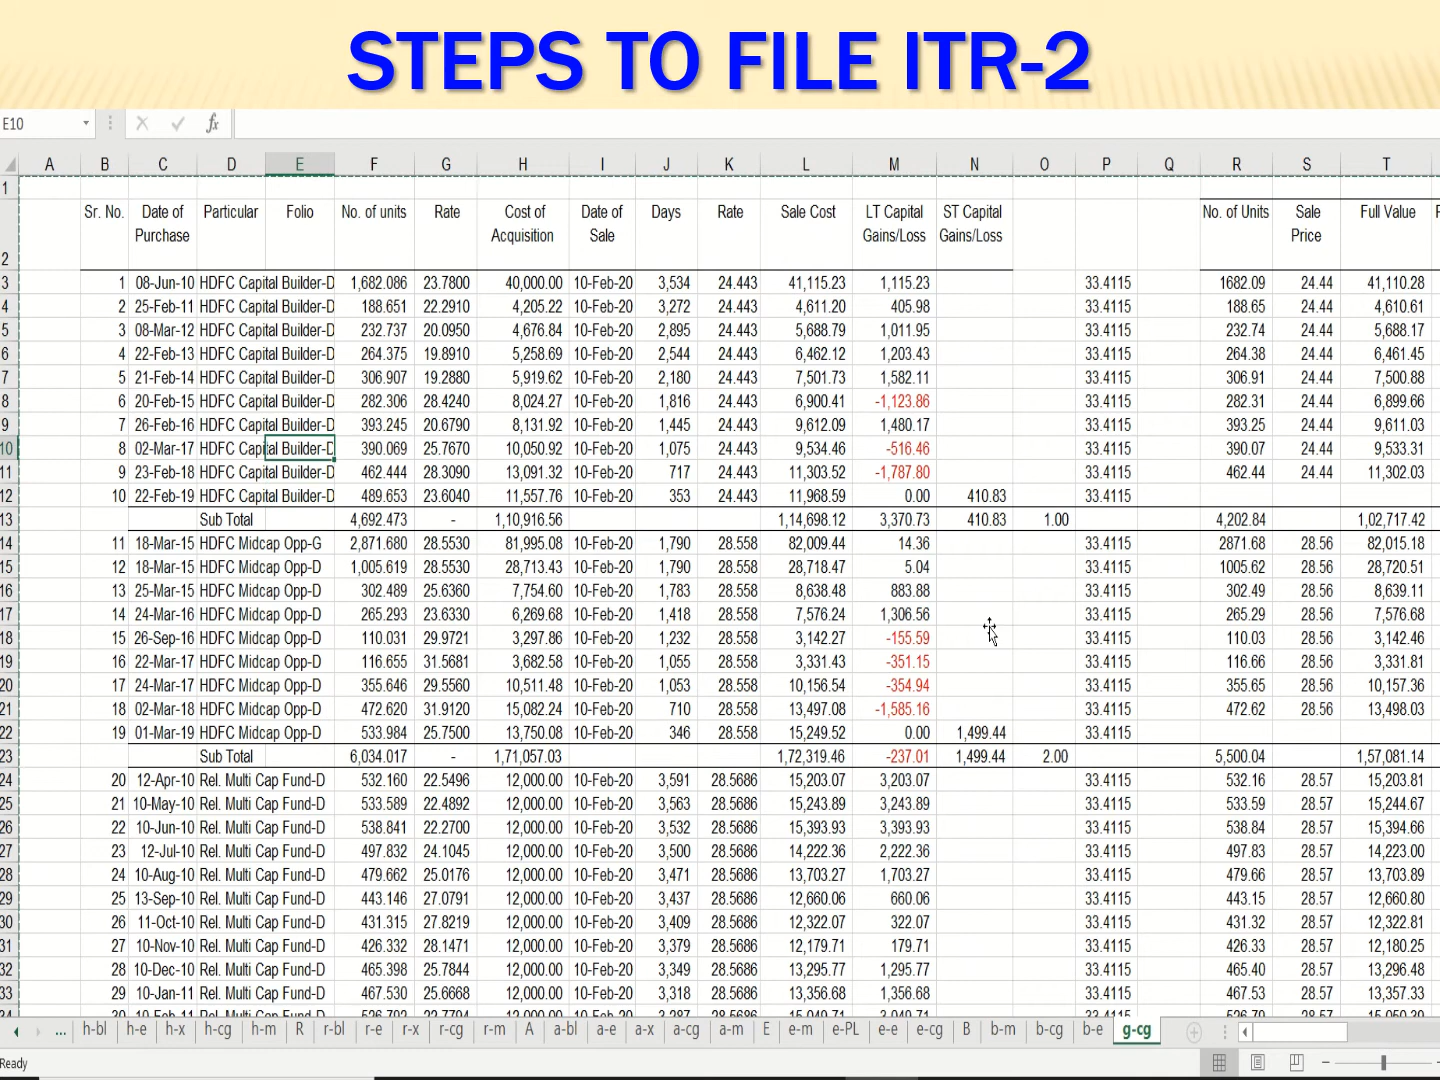 STEPS TO FILE ITR-2
E10 fx
A B C D E F G H I J K L M N O P Q R S T
1
2 Sr. No. Date of Purchase Particular Folio No. of units Rate Cost of Acquisition Date of Sale Days Rate Sale Cost LT Capital Gains/Loss ST Capital Gains/Loss No. of Units Sale Price Full Value
3 1 08-Jun-10 HDFC Capital Builder-D 1,682.086 23.7800 40,000.00 10-Feb-20 3,534 24.443 41,115.23 1,115.23 33.4115 1682.09 24.44 41,110.28
4 2 25-Feb-11 HDFC Capital Builder-D 188.651 22.2910 4,205.22 10-Feb-20 3,272 24.443 4,611.20 405.98 33.4115 188.65 24.44 4,610.61
5 3 08-Mar-12 HDFC Capital Builder-D 232.737 20.0950 4,676.84 10-Feb-20 2,895 24.443 5,688.79 1,011.95 33.4115 232.74 24.44 5,688.17
6 4 22-Feb-13 HDFC Capital Builder-D 264.375 19.8910 5,258.69 10-Feb-20 2,544 24.443 6,462.12 1,203.43 33.4115 264.38 24.44 6,461.45
7 5 21-Feb-14 HDFC Capital Builder-D 306.907 19.2880 5,919.62 10-Feb-20 2,180 24.443 7,501.73 1,582.11 33.4115 306.91 24.44 7,500.88
8 6 20-Feb-15 HDFC Capital Builder-D 282.306 28.4240 8,024.27 10-Feb-20 1,816 24.443 6,900.41 -1,123.86 33.4115 282.31 24.44 6,899.66
9 7 26-Feb-16 HDFC Capital Builder-D 393.245 20.6790 8,131.92 10-Feb-20 1,445 24.443 9,612.09 1,480.17 33.4115 393.25 24.44 9,611.03
10 8 02-Mar-17 HDFC Capital Builder-D 390.069 25.7670 10,050.92 10-Feb-20 1,075 24.443 9,534.46 -516.46 33.4115 390.07 24.44 9,533.31
11 9 23-Feb-18 HDFC Capital Builder-D 462.444 28.3090 13,091.32 10-Feb-20 717 24.443 11,303.52 -1,787.80 33.4115 462.44 24.44 11,302.03
12 10 22-Feb-19 HDFC Capital Builder-D 489.653 23.6040 11,557.76 10-Feb-20 353 24.443 11,968.59 0.00 410.83 33.4115
13 Sub Total 4,692.473 - 1,10,916.56 1,14,698.12 3,370.73 410.83 1.00 4,202.84 1,02,717.42
14 11 18-Mar-15 HDFC Midcap Opp-G 2,871.680 28.5530 81,995.08 10-Feb-20 1,790 28.558 82,009.44 14.36 33.4115 2871.68 28.56 82,015.18
15 12 18-Mar-15 HDFC Midcap Opp-D 1,005.619 28.5530 28,713.43 10-Feb-20 1,790 28.558 28,718.47 5.04 33.4115 1005.62 28.56 28,720.51
16 13 25-Mar-15 HDFC Midcap Opp-D 302.489 25.6360 7,754.60 10-Feb-20 1,783 28.558 8,638.48 883.88 33.4115 302.49 28.56 8,639.11
17 14 24-Mar-16 HDFC Midcap Opp-D 265.293 23.6330 6,269.68 10-Feb-20 1,418 28.558 7,576.24 1,306.56 33.4115 265.29 28.56 7,576.68
18 15 26-Sep-16 HDFC Midcap Opp-D 110.031 29.9721 3,297.86 10-Feb-20 1,232 28.558 3,142.27 -155.59 33.4115 110.03 28.56 3,142.46
19 16 22-Mar-17 HDFC Midcap Opp-D 116.655 31.5681 3,682.58 10-Feb-20 1,055 28.558 3,331.43 -351.15 33.4115 116.66 28.56 3,331.81
20 17 24-Mar-17 HDFC Midcap Opp-D 355.646 29.5560 10,511.48 10-Feb-20 1,053 28.558 10,156.54 -354.94 33.4115 355.65 28.56 10,157.36
21 18 02-Mar-18 HDFC Midcap Opp-D 472.620 31.9120 15,082.24 10-Feb-20 710 28.558 13,497.08 -1,585.16 33.4115 472.62 28.56 13,498.03
22 19 01-Mar-19 HDFC Midcap Opp-D 533.984 25.7500 13,750.08 10-Feb-20 346 28.558 15,249.52 0.00 1,499.44 33.4115
23 Sub Total 6,034.017 - 1,71,057.03 1,72,319.46 -237.01 1,499.44 2.00 5,500.04 1,57,081.14
24 20 12-Apr-10 Rel. Multi Cap Fund-D 532.160 22.5496 12,000.00 10-Feb-20 3,591 28.5686 15,203.07 3,203.07 33.4115 532.16 28.57 15,203.81
25 21 10-May-10 Rel. Multi Cap Fund-D 533.589 22.4892 12,000.00 10-Feb-20 3,563 28.5686 15,243.89 3,243.89 33.4115 533.59 28.57 15,244.67
26 22 10-Jun-10 Rel. Multi Cap Fund-D 538.841 22.2700 12,000.00 10-Feb-20 3,532 28.5686 15,393.93 3,393.93 33.4115 538.84 28.57 15,394.66
27 23 12-Jul-10 Rel. Multi Cap Fund-D 497.832 24.1045 12,000.00 10-Feb-20 3,500 28.5686 14,222.36 2,222.36 33.4115 497.83 28.57 14,223.00
28 24 10-Aug-10 Rel. Multi Cap Fund-D 479.662 25.0176 12,000.00 10-Feb-20 3,471 28.5686 13,703.27 1,703.27 33.4115 479.66 28.57 13,703.89
29 25 13-Sep-10 Rel. Multi Cap Fund-D 443.146 27.0791 12,000.00 10-Feb-20 3,437 28.5686 12,660.06 660.06 33.4115 443.15 28.57 12,660.80
30 26 11-Oct-10 Rel. Multi Cap Fund-D 431.315 27.8219 12,000.00 10-Feb-20 3,409 28.5686 12,322.07 322.07 33.4115 431.32 28.57 12,322.81
31 27 10-Nov-10 Rel. Multi Cap Fund-D 426.332 28.1471 12,000.00 10-Feb-20 3,379 28.5686 12,179.71 179.71 33.4115 426.33 28.57 12,180.25
32 28 10-Dec-10 Rel. Multi Cap Fund-D 465.398 25.7844 12,000.00 10-Feb-20 3,349 28.5686 13,295.77 1,295.77 33.4115 465.40 28.57 13,296.48
33 29 10-Jan-11 Rel. Multi Cap Fund-D 467.530 25.6668 12,000.00 10-Feb-20 3,318 28.5686 13,356.68 1,356.68 33.4115 467.53 28.57 13,357.33
... h-bl h-e h-x h-cg h-m R r-bl r-e r-x r-cg r-m A a-bl a-e a-x a-cg a-m E e-m e-PL e-e e-cg B b-m b-cg b-e g-cg
Ready